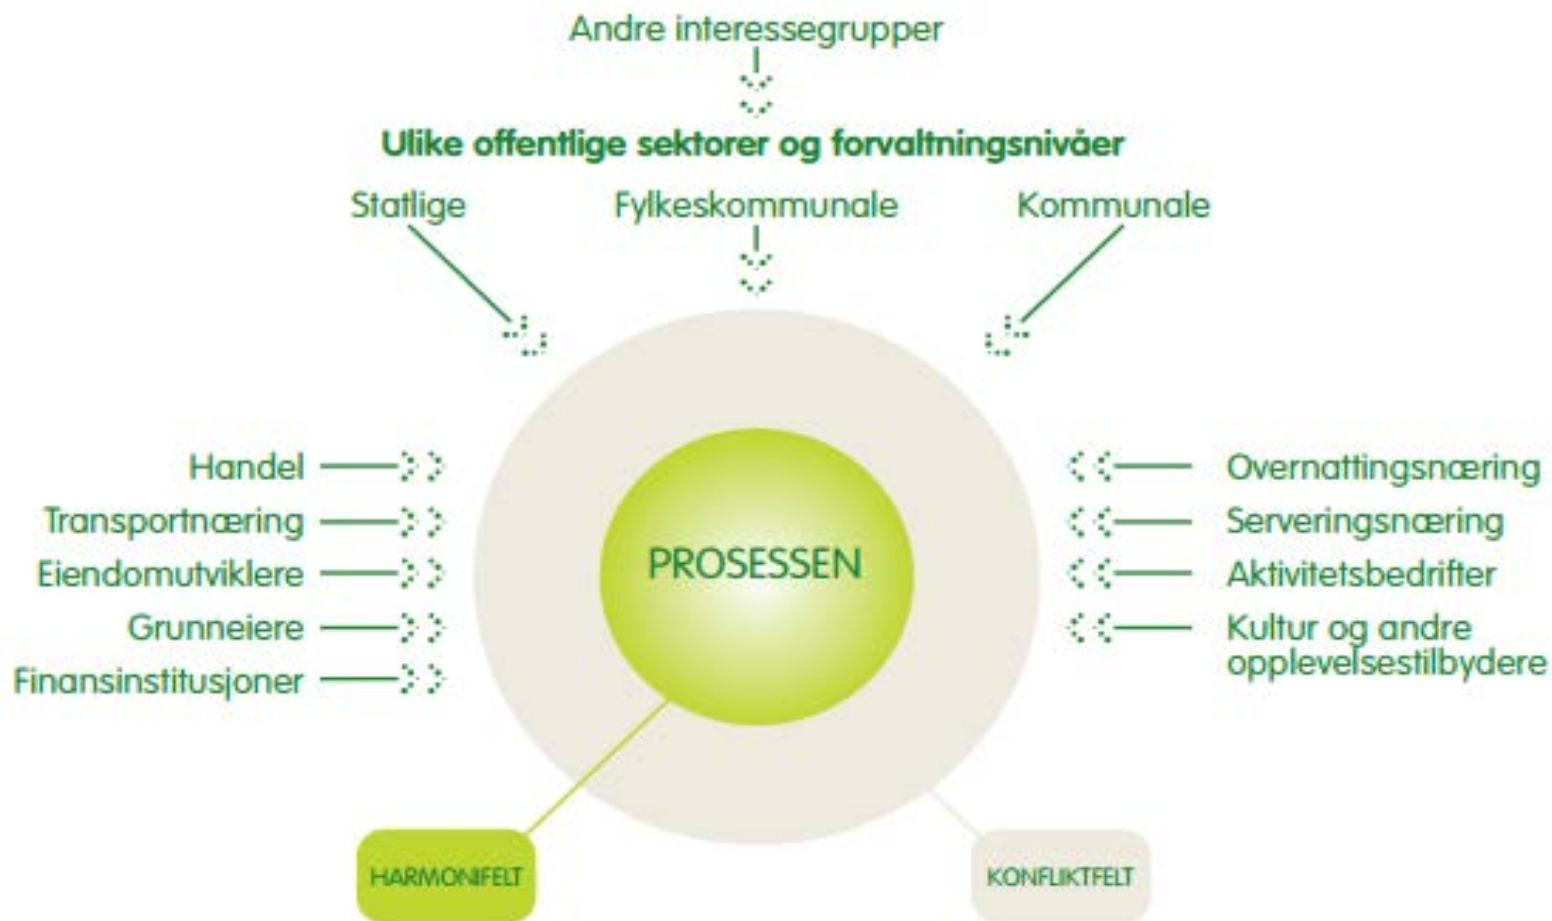 Andre interessegrupper
Ulike offentlige sektorer og forvaltningsnivåer
Statlige
Fylkeskommunale
Kommunale
Handel
Transportnæring
Eiendomutviklere
Grunneiere
Finansinstitusjoner
PROSESSEN
Overnattingsnæring
Serveringsnæring
Aktivitetsbedrifter
Kultur og andre
opplevelsestilbydere
HARMONIFELT
KONFLIKTFELT